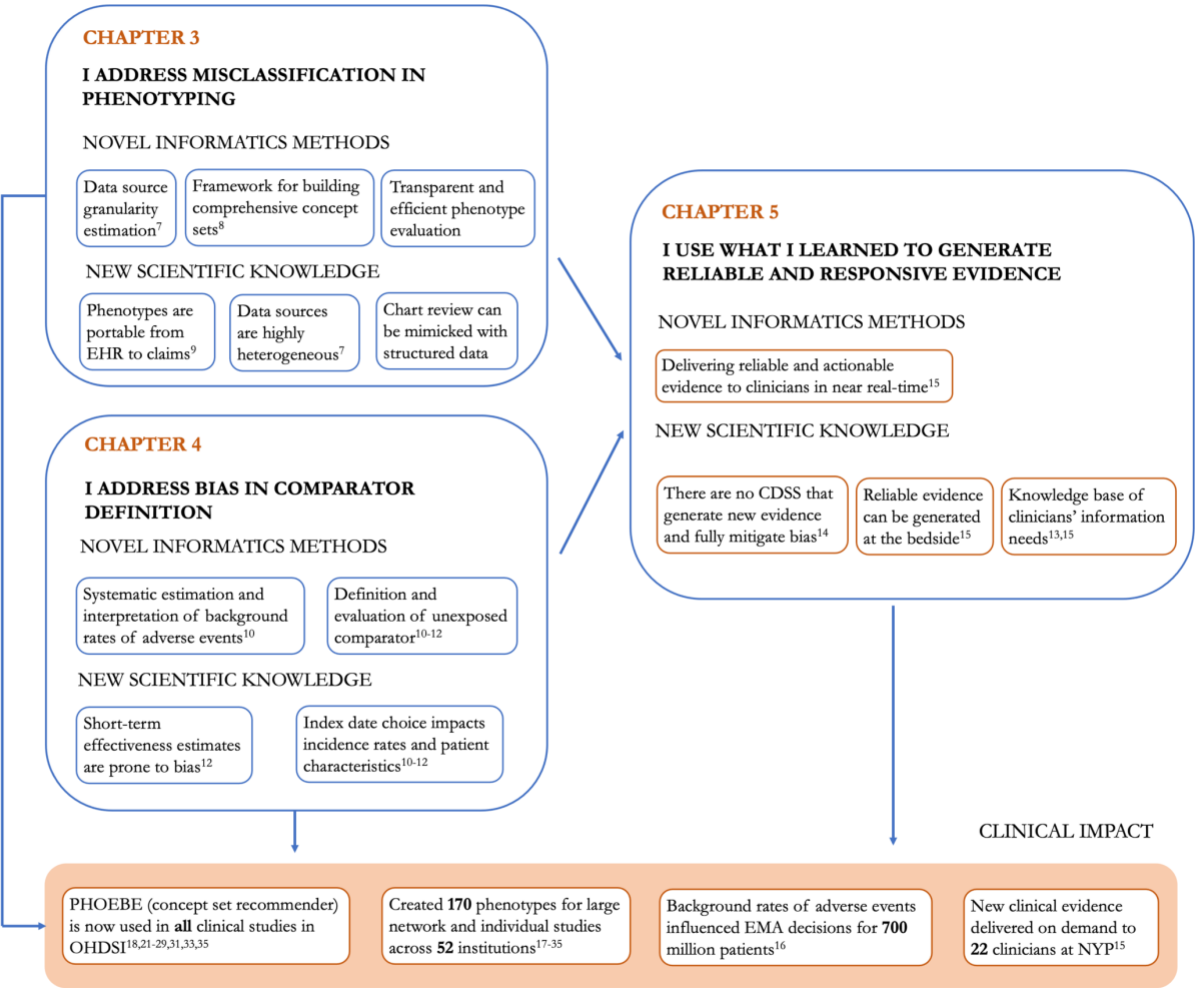 CHAPTER 3
I ADDRESS MISCLASSIFICATION IN
PHENOTYPING
NOVEL INFORMATICS METHODS
Data source
granularity
estimation7
Framework for building
comprehensive concept
sets8
Transparent and
efficient phenotype
evaluation
NEW SCIENTIFIC KNOWLEDGE
Phenotypes are
portable from
EHR to claims9
Data sources
are highly
heterogeneous7
Chart review can
be mimicked with
structured data
CHAPTER 4
I ADDRESS BIAS IN COMPARATOR
DEFINITION
NOVEL INFORMATICS METHODS
Systematic estimation and
interpretation of background
rates of adverse events10
Definition and
evaluation of unexposed
comparator10-12
NEW SCIENTIFIC KNOWLEDGE
Short-term
effectiveness estimates
are prone to bias12
Index date choice impacts
incidence rates and patient
characteristics10-12
CHAPTER 5
I USE WHAT I LEARNED TO GENERATE
RELIABLE AND RESPONSIVE EVIDENCE
NOVEL INFORMATICS METHODS
Delivering reliable and actionable
evidence to clinicians in near real-time15
NEW SCIENTIFIC KNOWLEDGE
There are no CDSS that
generate new evidence
and fully mitigate bias14
Reliable evidence
can be generated
at the bedside15
Knowledge base of
clinicians' information
needs13,15
CLINICAL IMPACT
PHOEBE (concept set recommender)
is now used in all clinical studies in
OHDSI18,21-29,31,33,35
Created 170 phenotypes for large
network and individual studies
across 52 institutions17-35
Background rates of adverse events
influenced EMA decisions for 700
million patients16
New clinical evidence
delivered on demand to
22 clinicians at NYP15